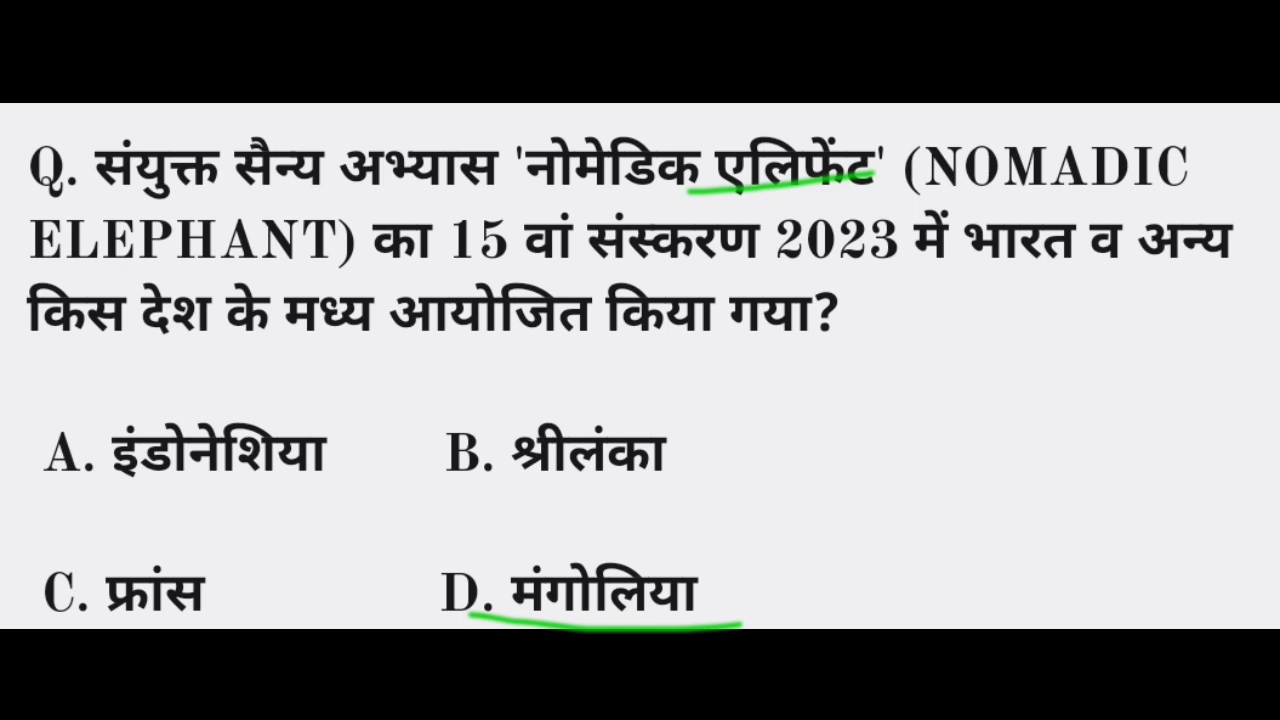 Q. संयुक्त सैन्य अभ्यास 'नोमेडिक एलिफेंट' (NOMADIC
ELEPHANT) का 15 वां संस्करण 2023 में भारत व अन्य
किस देश के मध्य आयोजित किया गया?
A. इंडोनेशिया B. श्रीलंका
C. फ्रांस D. मंगोलिया